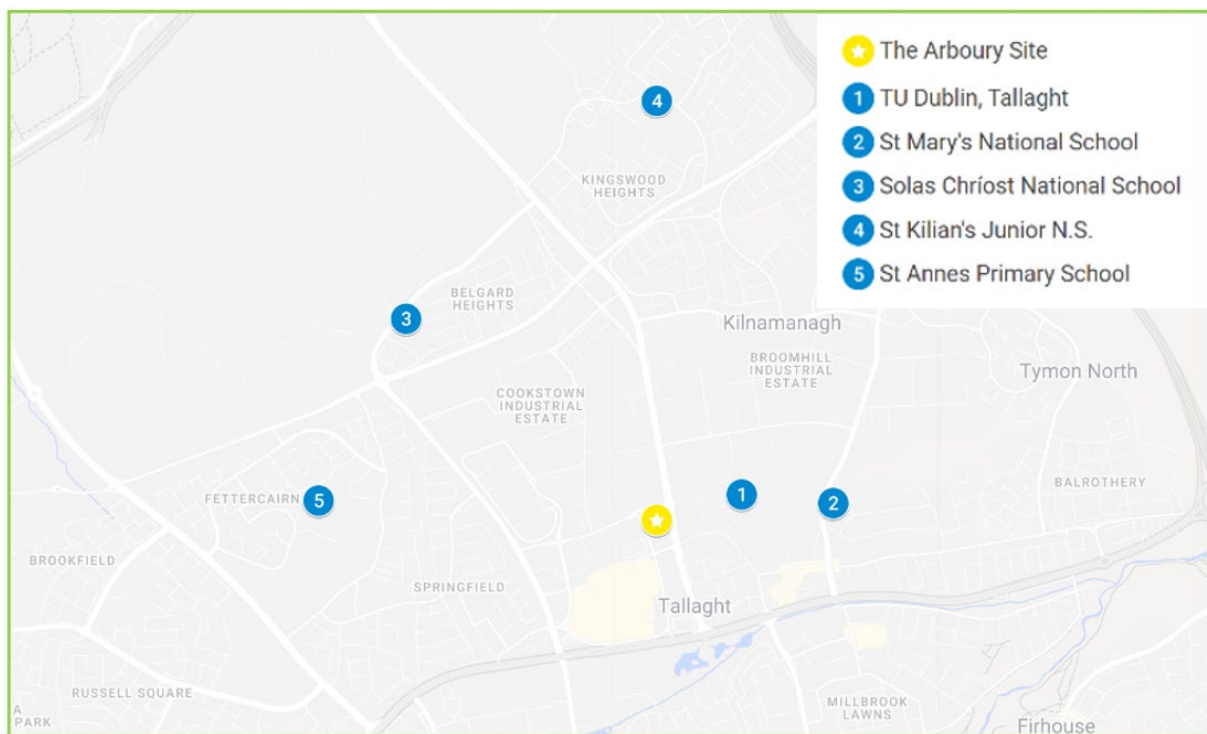 The Arboury Site
1 TU Dublin, Tallaght
2 St Mary's National School
3 Solas Chríost National School
4 St Kilian's Junior N.S.
5 St Annes Primary School
4
KINGSWOOD
HEIGHTS
BELGARD
HEIGHTS
3
Kilnamanagh
BROOMHILL
INDUSTRIAL
ESTATE
Tymon North
COOKSTOWN
INDUSTRIAL
ESTATE
FETTERCAIRN
5
1
2
BALROTHERY
BROOKFIELD
SPRINGFIELD
Tallaght
RUSSELL SQUARE
A
PARK
MILLBROOK
LAWNS
Firhouse